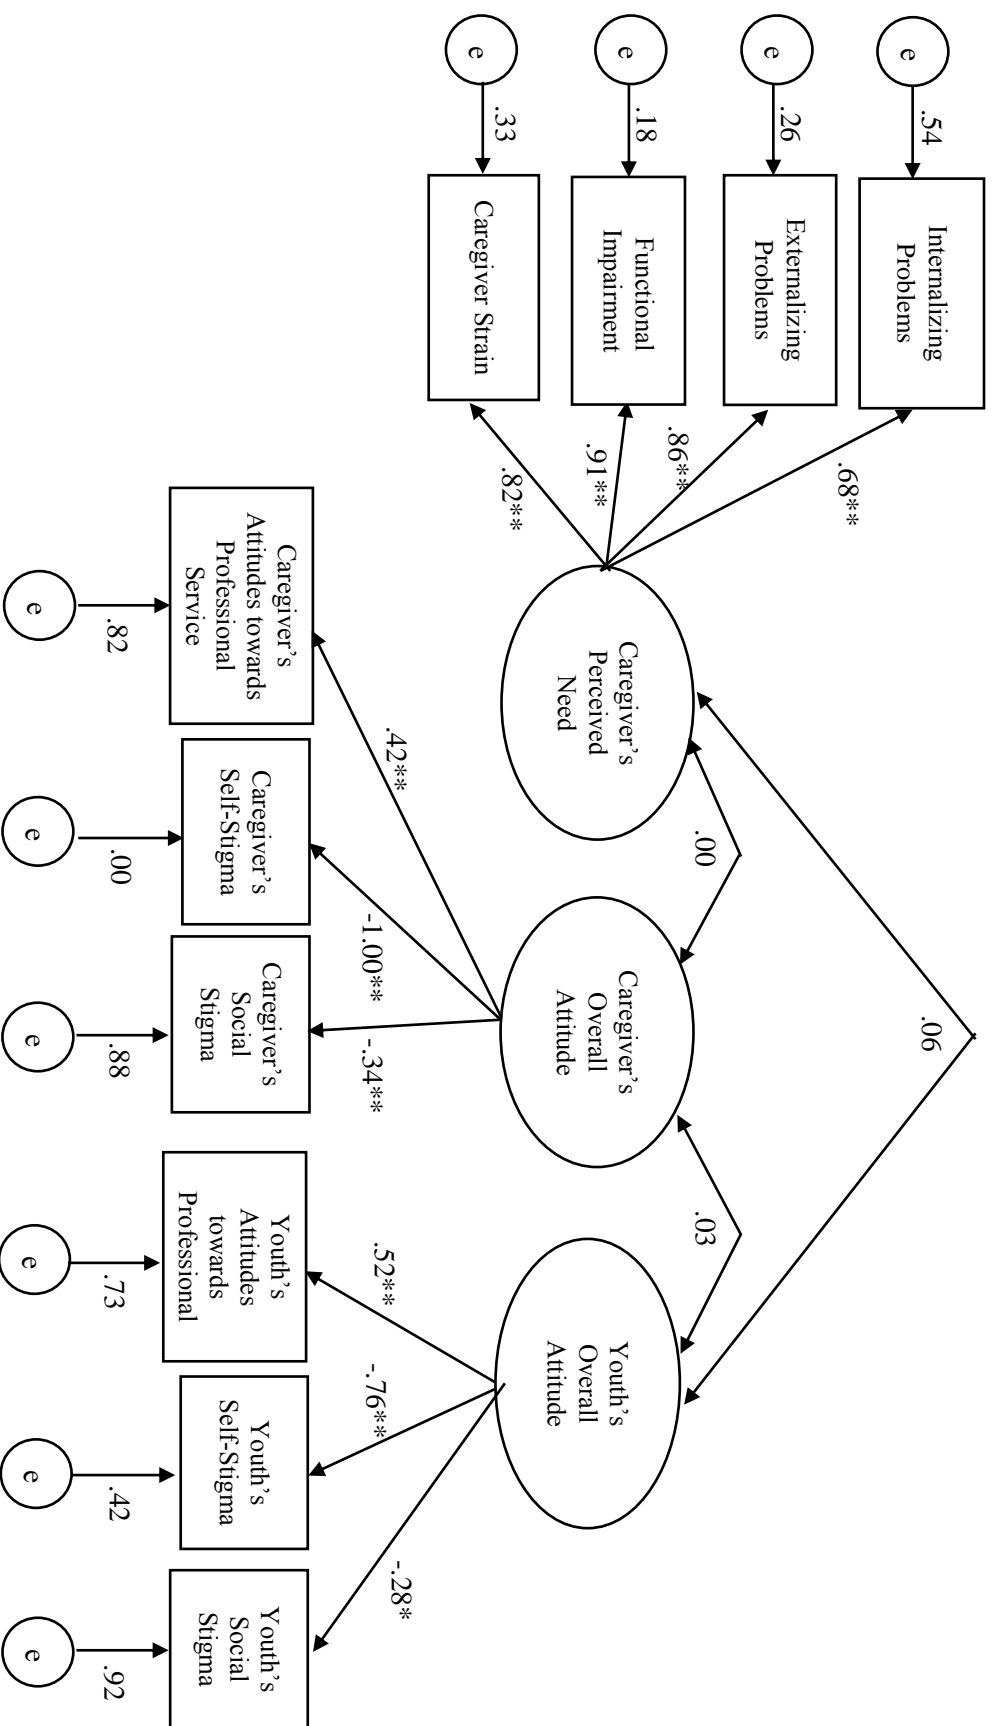 .06
.00
.03
Caregiver’s
Perceived
Need
Caregiver’s
Overall
Attitude
Youth’s
Overall
Attitude
.68**
.86**
.91**
.82**
.42**
-1.00**
-.34**
.52**
-.76**
-.28*
Internalizing
Problems
Externalizing
Problems
Functional
Impairment
Caregiver Strain
.54
.26
.18
.33
e
e
e
e
Caregiver’s
Attitudes towards
Professional
Service
Caregiver’s
Self-Stigma
Caregiver’s
Social
Stigma
Youth’s
Attitudes
towards
Professional
Youth’s
Self-Stigma
Youth’s
Social
Stigma
.82
.00
.88
.73
.42
.92
e
e
e
e
e
e